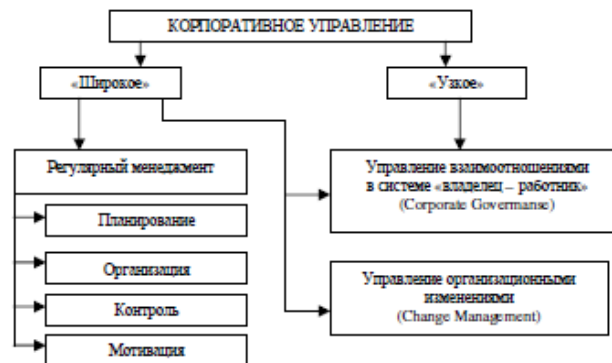 КОРПОРАТИВНОЕ УПРАВЛЕНИЕ
«Широкое»
«Узкое»
Регулярный менеджмент
Планирование
Организация
Контроль
Мотивация
Управление взаимоотношениями
в системе «владелец – работник»
(Corporate Governanse)
Управление организационными
изменениями
(Change Management)